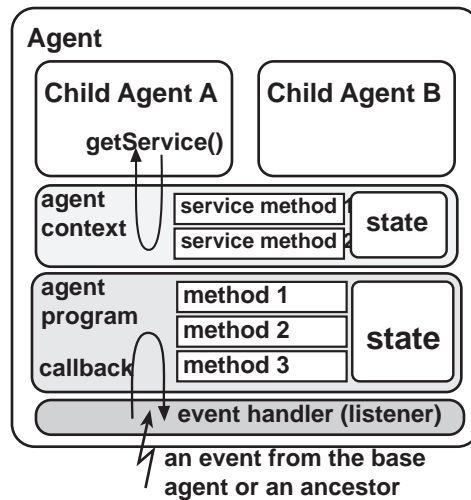 Agent
Child Agent A
Child Agent B
getService()
agent
context
service method 1
service method 2
state
agent
program
method 1
method 2
method 3
state
callback
event handler (listener)
an event from the base
agent or an ancestor